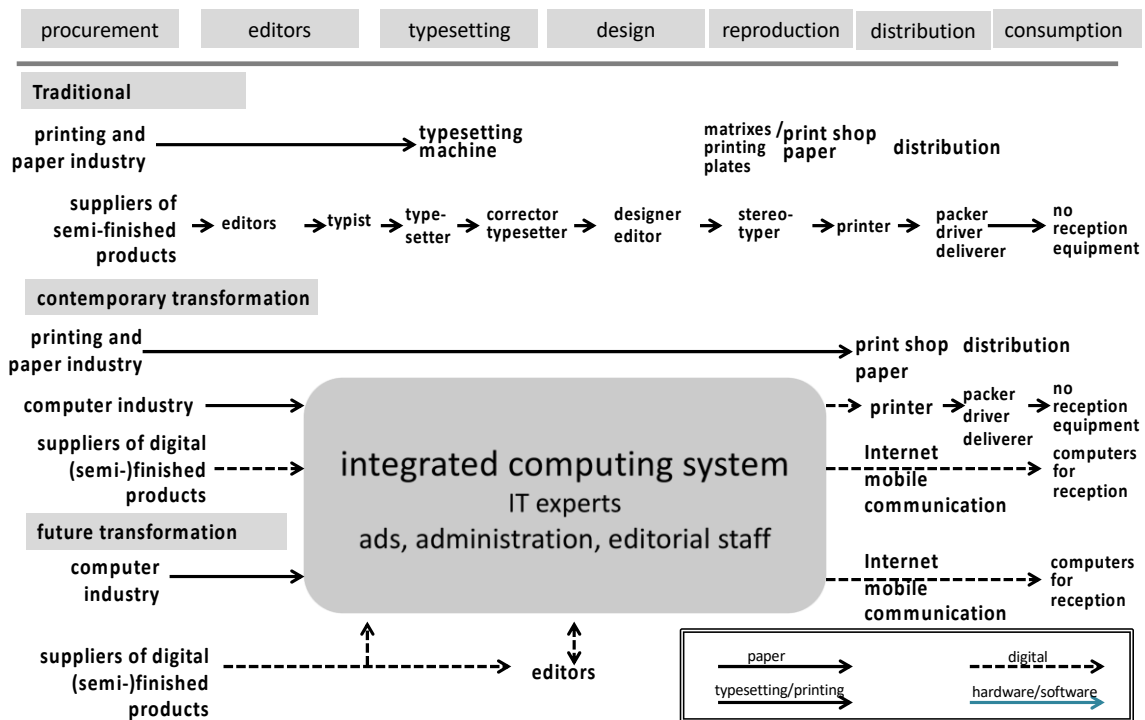 procurement editors typesetting design reproduction distribution consumption
Traditional
printing and
paper industry
typesetting
machine
matrixes /
printing
plates
print shop
paper
distribution
suppliers of
semi-finished
products
editors
typist
type-
setter
corrector
typesetter
designer
editor
stereo-
typer
printer
packer
driver
deliverer
no
reception
equipment
contemporary transformation
printing and
paper industry
print shop
paper
distribution
computer industry
printer
packer
driver
deliverer
no
reception
equipment
suppliers of digital
(semi-)finished
products
integrated computing system
IT experts
ads, administration, editorial staff
Internet
mobile
communication
computers
for
reception
future transformation
computer
industry
Internet
mobile
communication
computers
for
reception
suppliers of digital
(semi-)finished
products
editors
paper
digital
typesetting/printing
hardware/software